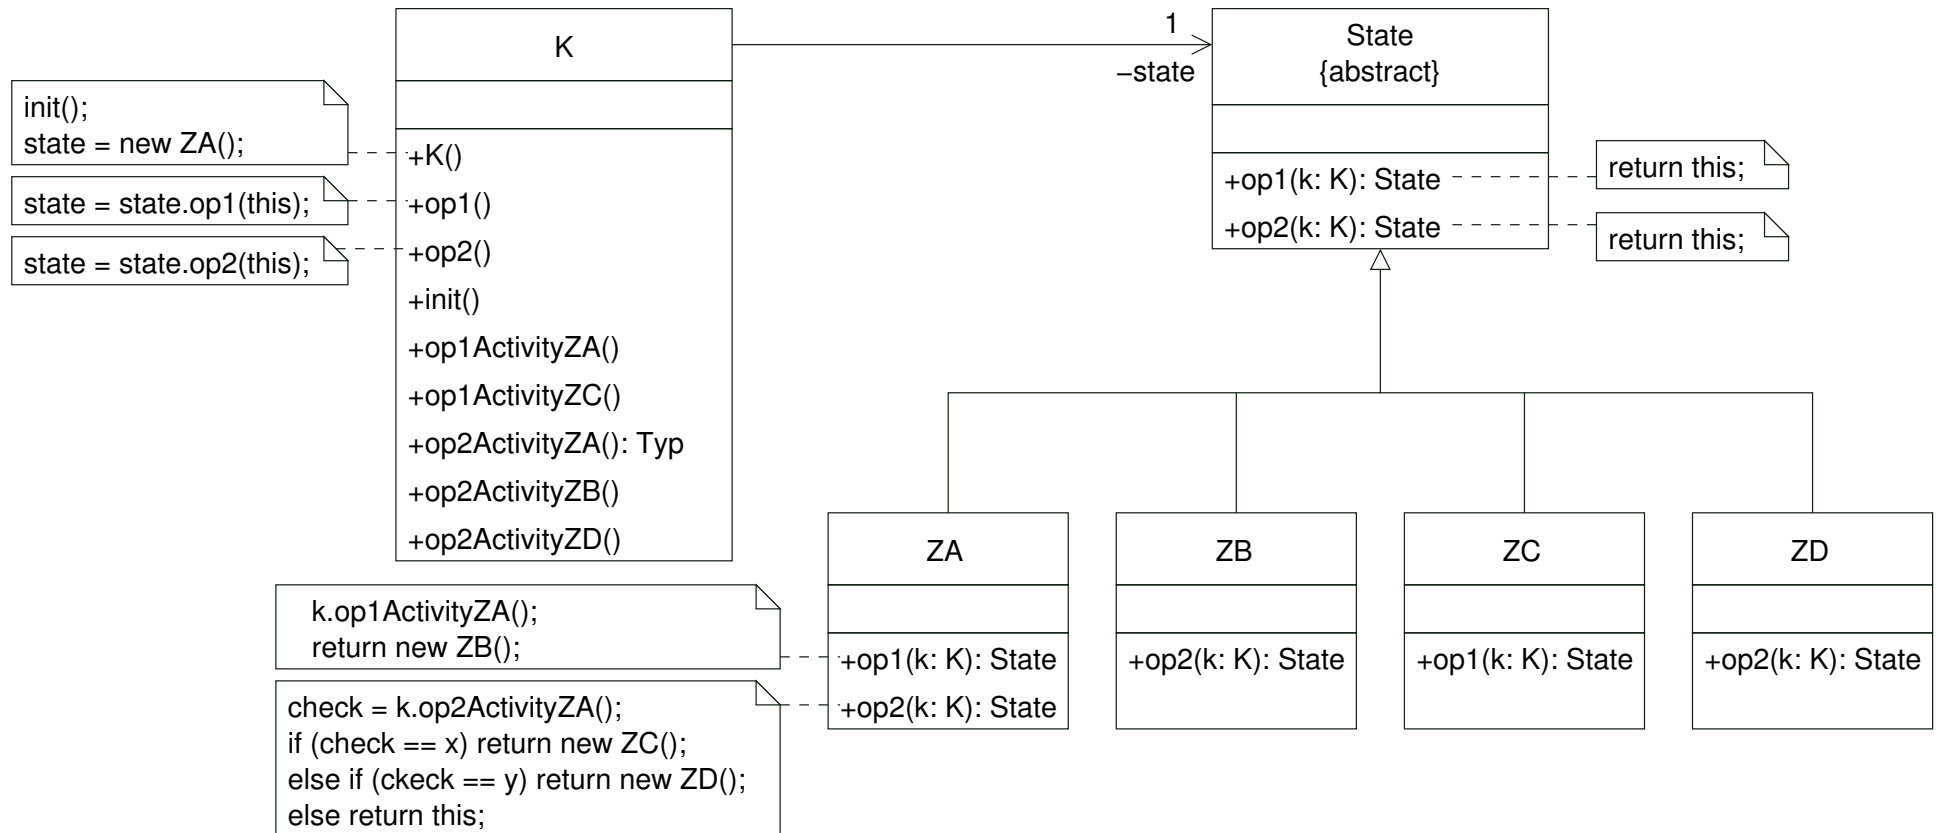 K
1
–state
State
{abstract}
init();
state = new ZA();
state = state.op1(this);
state = state.op2(this);
+K()
+op1()
+op2()
+init()
+op1ActivityZA()
+op1ActivityZC()
+op2ActivityZA(): Typ
+op2ActivityZB()
+op2ActivityZD()
+op1(k: K): State
+op2(k: K): State
return this;
return this;
ZA
ZB
ZC
ZD
k.op1ActivityZA();
return new ZB();
+op1(k: K): State
+op2(k: K): State
+op2(k: K): State
+op1(k: K): State
+op2(k: K): State
check = k.op2ActivityZA();
if (check == x) return new ZC();
else if (ckeck == y) return new ZD();
else return this;